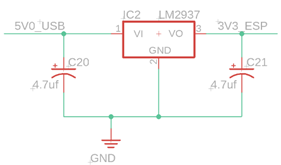 IC2 LM2937
5V0_USB 1 VI + VO 3 3V3_ESP
GND
2
+ C20 + C21
4.7uf 4.7uf
GND